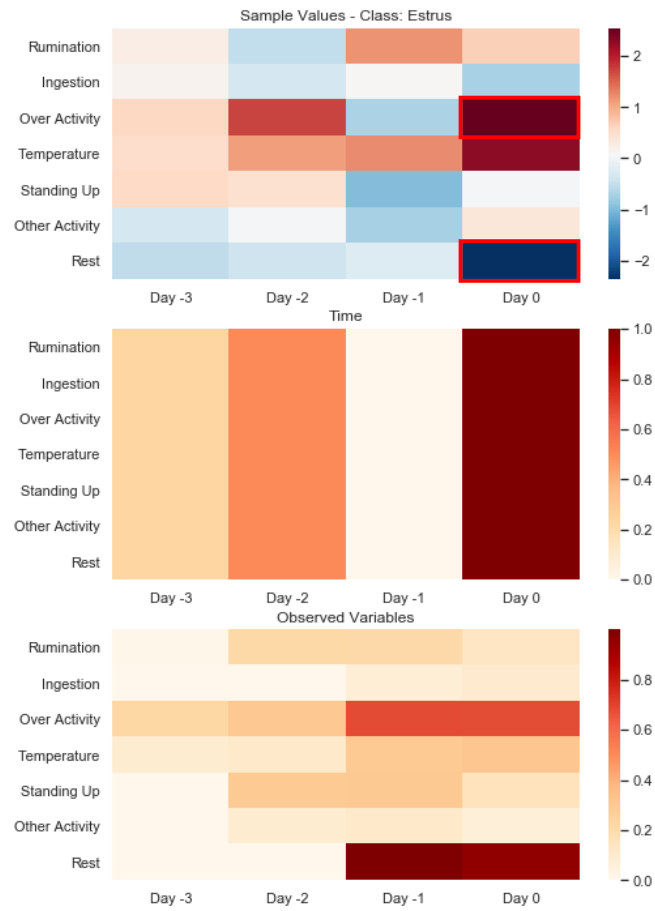 Sample Values - Class: Estrus
Rumination
Ingestion
Over Activity
Temperature
Standing Up
Other Activity
Rest
2
1
0
−1
−2
Day -3 Day -2 Day -1 Day 0
Time
Rumination
Ingestion
Over Activity
Temperature
Standing Up
Other Activity
Rest
1.0
0.8
0.6
0.4
0.2
0.0
Day -3 Day -2 Day -1 Day 0
Observed Variables
Rumination
Ingestion
Over Activity
Temperature
Standing Up
Other Activity
Rest
0.8
0.6
0.4
0.2
0.0
Day -3 Day -2 Day -1 Day 0